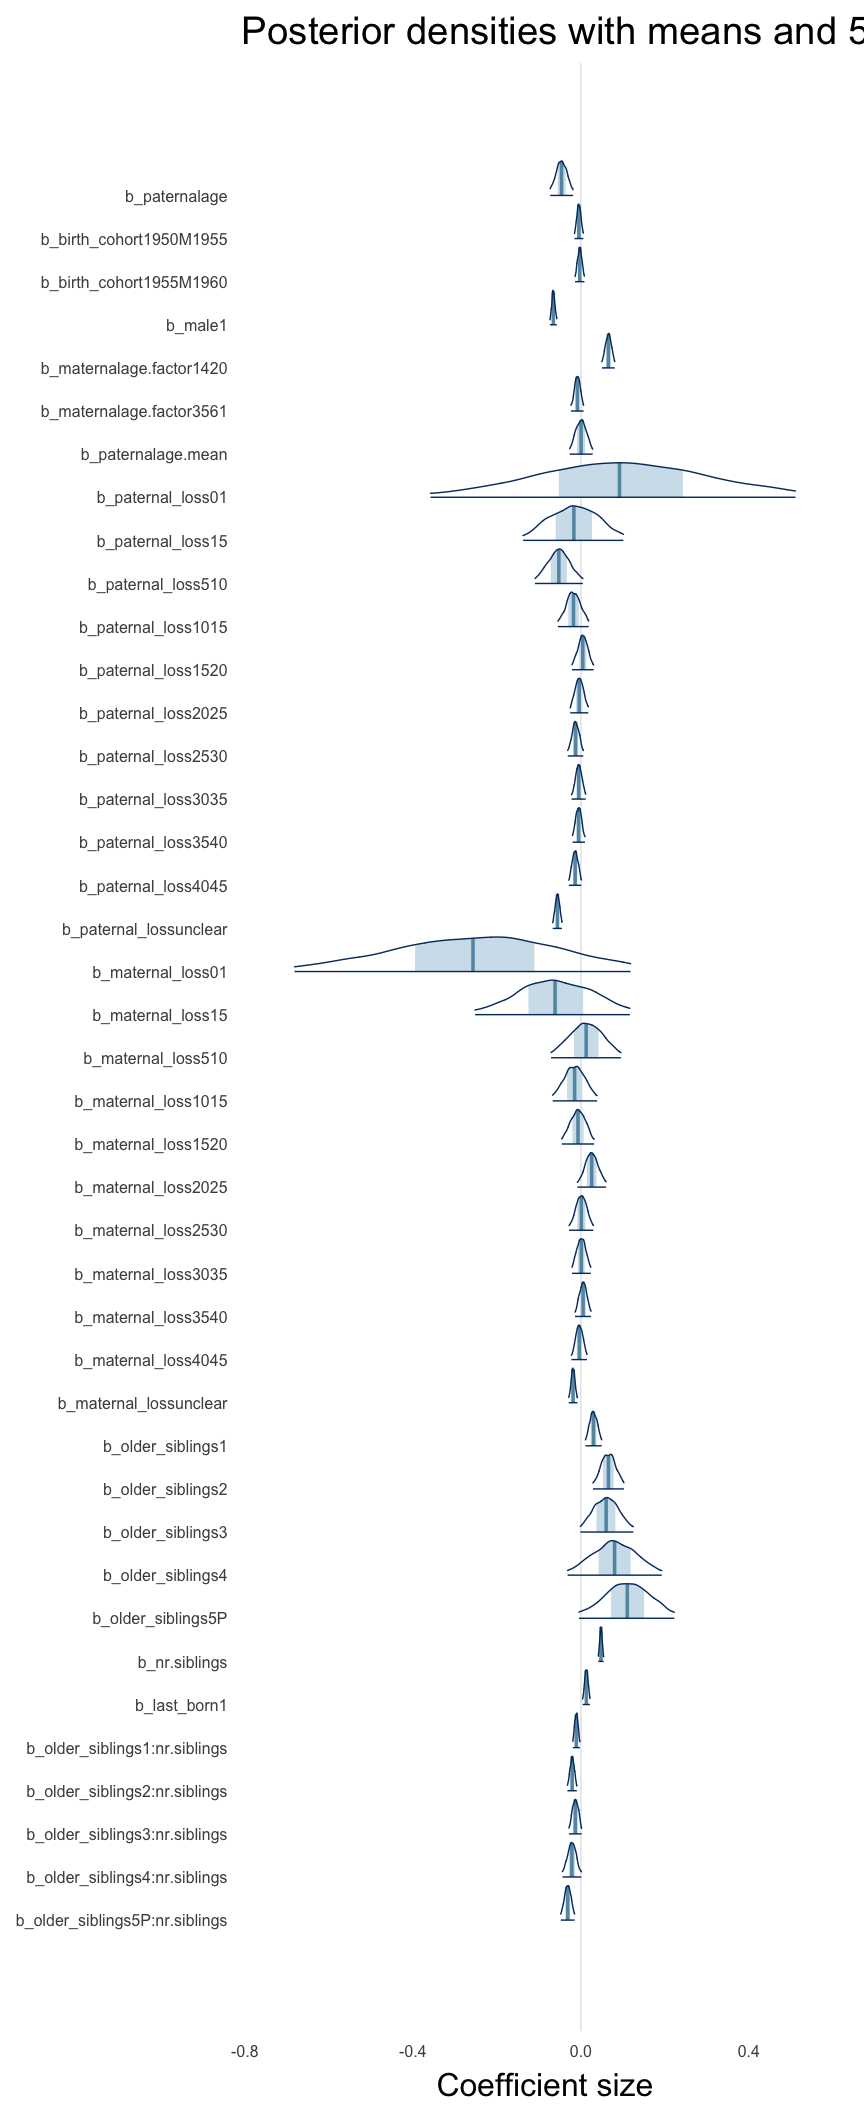 Posterior densities with means and 5
b_paternalage
b_birth_cohort1950M1955
b_birth_cohort1955M1960
b_male1
b_maternalage.factor1420
b_maternalage.factor3561
b_paternalage.mean
b_paternal_loss01
b_paternal_loss15
b_paternal_loss510
b_paternal_loss1015
b_paternal_loss1520
b_paternal_loss2025
b_paternal_loss2530
b_paternal_loss3035
b_paternal_loss3540
b_paternal_loss4045
b_paternal_lossunclear
b_maternal_loss01
b_maternal_loss15
b_maternal_loss510
b_maternal_loss1015
b_maternal_loss1520
b_maternal_loss2025
b_maternal_loss2530
b_maternal_loss3035
b_maternal_loss3540
b_maternal_loss4045
b_maternal_lossunclear
b_older_siblings1
b_older_siblings2
b_older_siblings3
b_older_siblings4
b_older_siblings5P
b_nr.siblings
b_last_born1
b_older_siblings1:nr.siblings
b_older_siblings2:nr.siblings
b_older_siblings3:nr.siblings
b_older_siblings4:nr.siblings
b_older_siblings5P:nr.siblings
-0.8 -0.4 0.0 0.4
Coefficient size